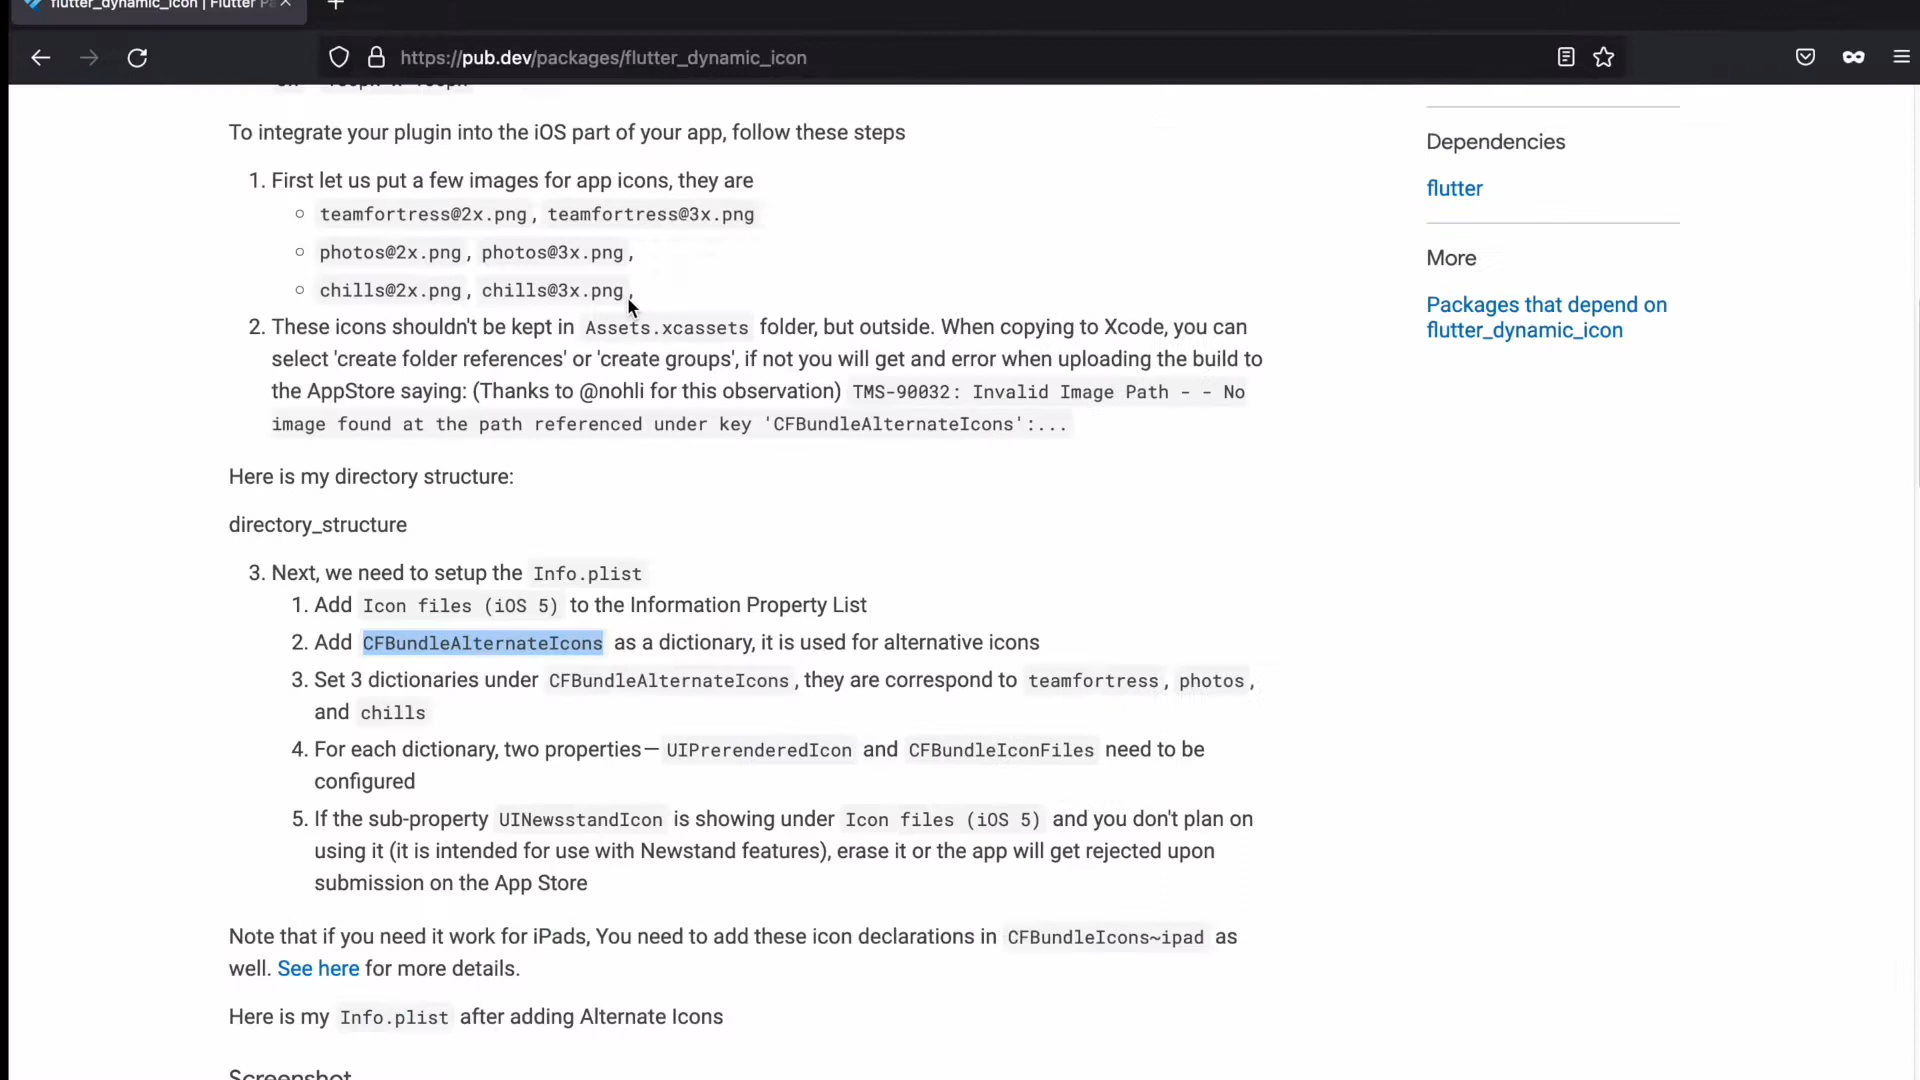 flutter_dynamic_icon | Flutter Pa
https://pub.dev/packages/flutter_dynamic_icon
To integrate your plugin into the iOS part of your app, follow these steps
1. First let us put a few images for app icons, they are
teamfortress@2x.png, teamfortress@3x.png
photos@2x.png, photos@3x.png,
chills@2x.png, chills@3x.png,
2. These icons shouldn't be kept in Assets.xcassets folder, but outside. When copying to Xcode, you can
select 'create folder references' or 'create groups', if not you will get and error when uploading the build to
the AppStore saying: (Thanks to @nohli for this observation) TMS-90032: Invalid Image Path - - No
image found at the path referenced under key 'CFBundleAlternateIcons':...
Here is my directory structure:
directory_structure
3. Next, we need to setup the Info.plist
1. Add Icon files (iOS 5) to the Information Property List
2. Add CFBundleAlternateIcons as a dictionary, it is used for alternative icons
3. Set 3 dictionaries under CFBundleAlternateIcons, they are correspond to teamfortress, photos,
and chills
4. For each dictionary, two properties — UIPrerenderedIcon and CFBundleIconFiles need to be
configured
5. If the sub-property UINewsstandIcon is showing under Icon files (iOS 5) and you don't plan on
using it (it is intended for use with Newstand features), erase it or the app will get rejected upon
submission on the App Store
Note that if you need it work for iPads, You need to add these icon declarations in CFBundleIcons~ipad as
well. See here for more details.
Here is my Info.plist after adding Alternate Icons
Screenshot
Dependencies
flutter
More
Packages that depend on
flutter_dynamic_icon